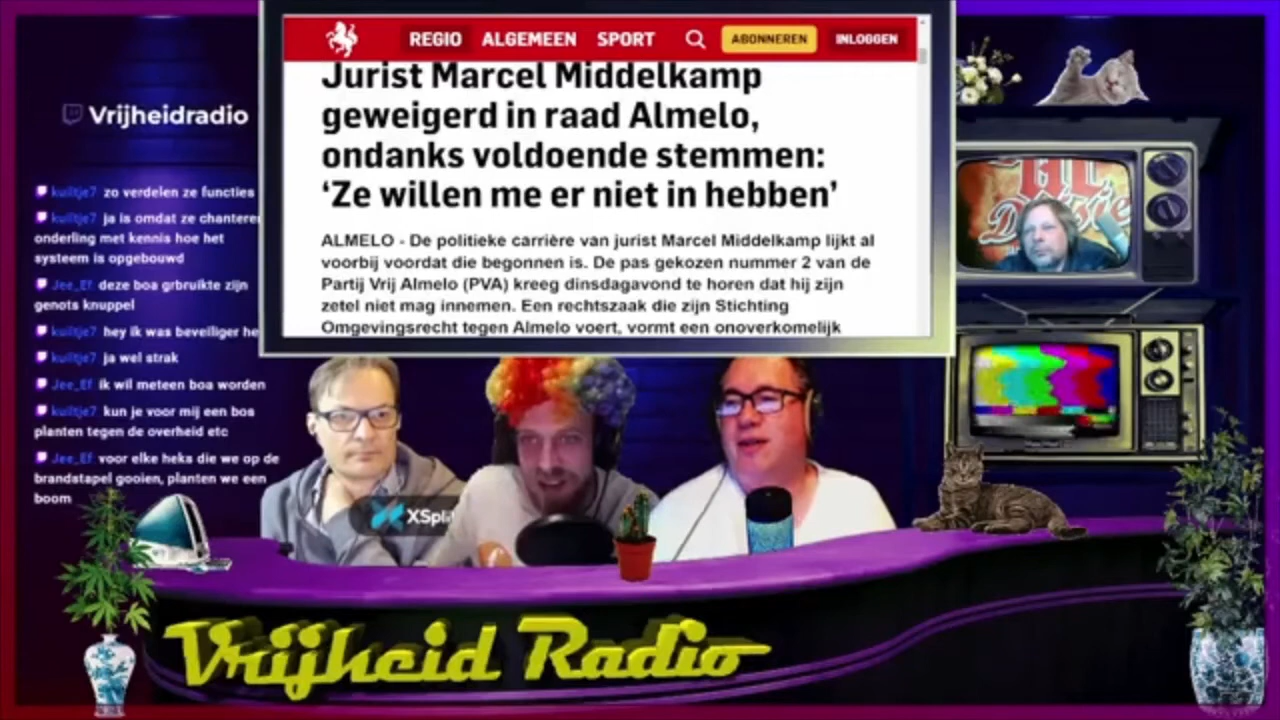 REGIO ALGEMEEN SPORT ABONNEREN INLOGGEN
Jurist Marcel Middelkamp
geweigerd in raad Almelo,
ondanks voldoende stemmen:
‘Ze willen me er niet in hebben’
ALMELO - De politieke carrière van jurist Marcel Middelkamp lijkt al
voorbij voordat die begonnen is. De pas gekozen nummer 2 van de
Partij Vrij Almelo (PVA) kreeg dinsdagavond te horen dat hij zijn
zetel niet mag innemen. Een rechtszaak die zijn Stichting
Omgevingsrecht tegen Almelo voert, vormt een onoverkomelijk
Vrijheidradio
kuiltje7 zo verdelen ze functies
kuiltje7 ja is omdat ze chanteren
onderling met kennis hoe het
systeem is opgebouwd
Jee_Ef: deze boa grbruikte zijn
genots knuppel
kuiltje7 hey ik was beveiliger he
kuiltje7 ja wel strak
Jee_Ef: ik wil meteen boa worden
kuiltje7 kun je voor mij een bos
planten tegen de overheid etc
Jee_Ef: voor elke heks die we op de
brandstapel gooien, planten we een
boom
XSplit
Vrijheid Radio